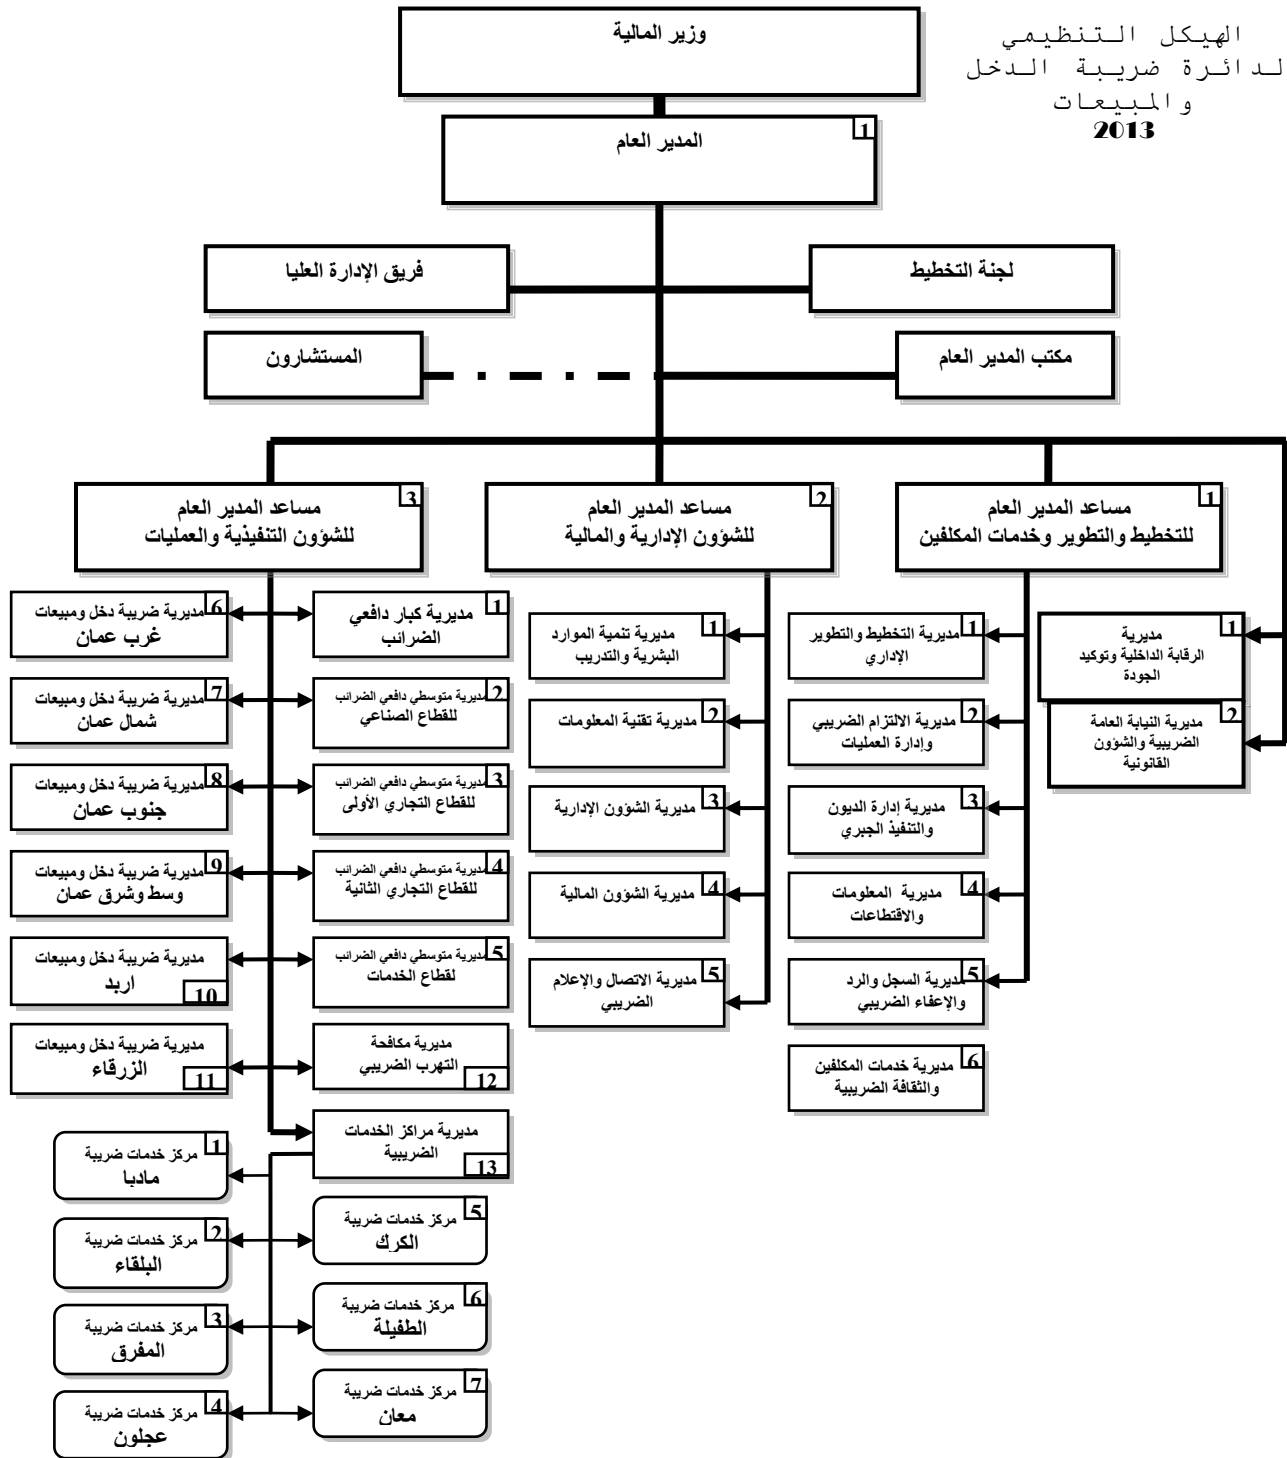 الهيكل التنظيمي
لدائرة ضريبة الدخل
والمبيعات
2013
وزير المالية
1
المدير العام
لجنة التخطيط
فريق الإدارة العليا
مكتب المدير العام
المستشارون
1
مساعد المدير العام
للتخطيط والتطوير وخدمات المكلفين
2
مساعد المدير العام
للشؤون الإدارية والمالية
3
مساعد المدير العام
للشؤون التنفيذية والعمليات
1
مديرية
الرقابة الداخلية وتوكيد
الجودة
2
مديرية النيابة العامة
الضريبية والشؤون
القانونية
1
مديرية التخطيط والتطوير
الإداري
2
مديرية الالتزام الضريبي
وإدارة العمليات
3
مديرية إدارة الديون
والتنفيذ الجبري
4
مديرية المعلومات
والاقتطاعات
5
مديرية السجل والرد
والإعفاء الضريبي
6
مديرية خدمات المكلفين
والثقافة الضريبية
1
مديرية تنمية الموارد
البشرية والتدريب
2
مديرية تقنية المعلومات
3
مديرية الشؤون الإدارية
4
مديرية الشؤون المالية
5
مديرية الاتصال والإعلام
الضريبي
1
مديرية كبار دافعي
الضرائب
2
مديرية متوسطي دافعي الضرائب
للقطاع الصناعي
3
مديرية متوسطي دافعي الضرائب
للقطاع التجاري الأولى
4
مديرية متوسطي دافعي الضرائب
للقطاع التجاري الثانية
5
مديرية متوسطي دافعي الضرائب
لقطاع الخدمات
6
مديرية ضريبة دخل ومبيعات
غرب عمان
7
مديرية ضريبة دخل ومبيعات
شمال عمان
8
مديرية ضريبة دخل ومبيعات
جنوب عمان
9
مديرية ضريبة دخل ومبيعات
وسط وشرق عمان
مديرية ضريبة دخل ومبيعات
اربد
10
مديرية ضريبة دخل ومبيعات
الزرقاء
11
مديرية مكافحة
التهرب الضريبي
12
مديرية مراكز الخدمات
الضريبية
13
1
مركز خدمات ضريبة
مادبا
2
مركز خدمات ضريبة
البلقاء
3
مركز خدمات ضريبة
المفرق
4
مركز خدمات ضريبة
عجلون
5
مركز خدمات ضريبة
الكرك
6
مركز خدمات ضريبة
الطفيلة
7
مركز خدمات ضريبة
معان